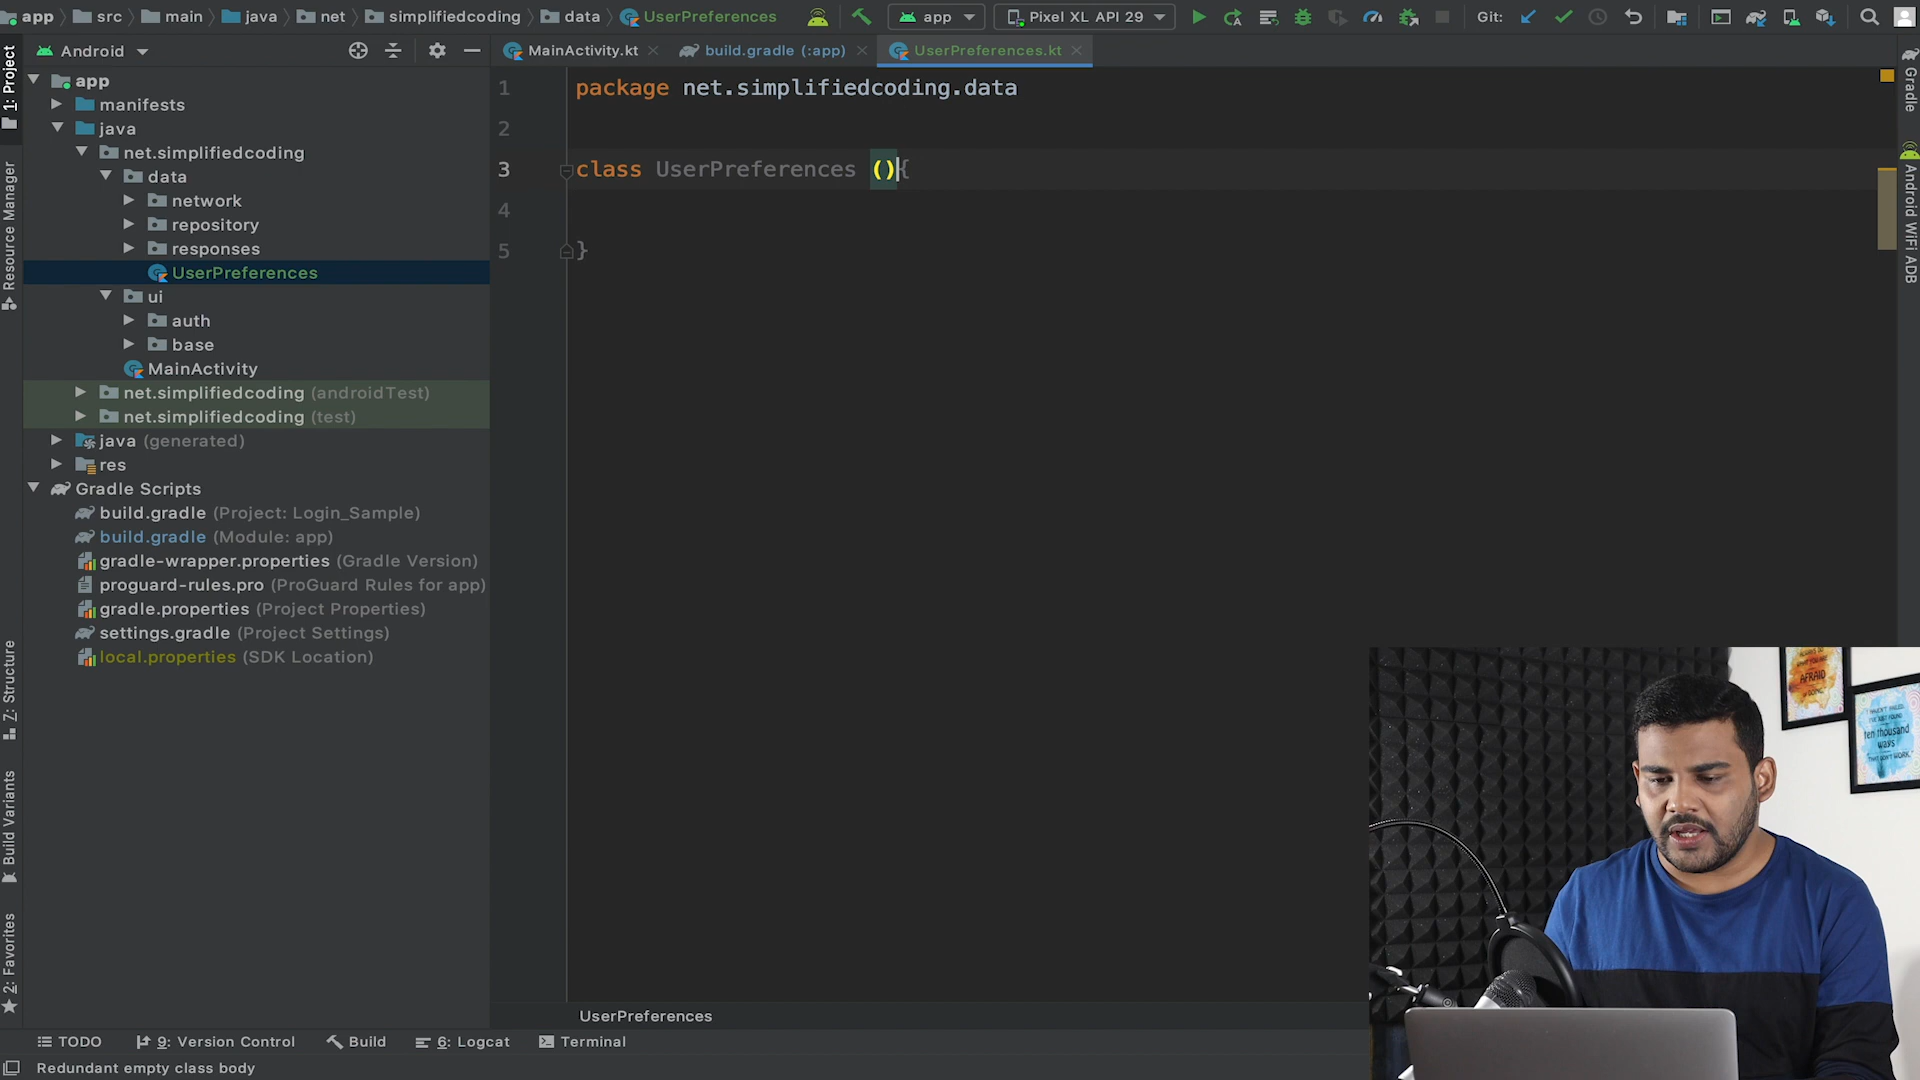 app src main java net simplifiedcoding data UserPreferences app Pixel XL API 29 Git:
Android
MainActivity.kt
build.gradle (:app)
UserPreferences.kt
1: Project
Resource Manager
Z: Structure
Build Variants
2: Favorites
app
manifests
java
net.simplifiedcoding
data
network
repository
responses
UserPreferences
ui
auth
base
MainActivity
net.simplifiedcoding (androidTest)
net.simplifiedcoding (test)
java (generated)
res
Gradle Scripts
build.gradle (Project: Login_Sample)
build.gradle (Module: app)
gradle-wrapper.properties (Gradle Version)
proguard-rules.pro (ProGuard Rules for app)
gradle.properties (Project Properties)
settings.gradle (Project Settings)
local.properties (SDK Location)
1 package net.simplifiedcoding.data
2
3 class UserPreferences (){
4
5 }
Gradle
Android WiFi ADB
AFRAID
ten thousand
ways
UserPreferences
TODO 9: Version Control Build 6: Logcat Terminal
Redundant empty class body